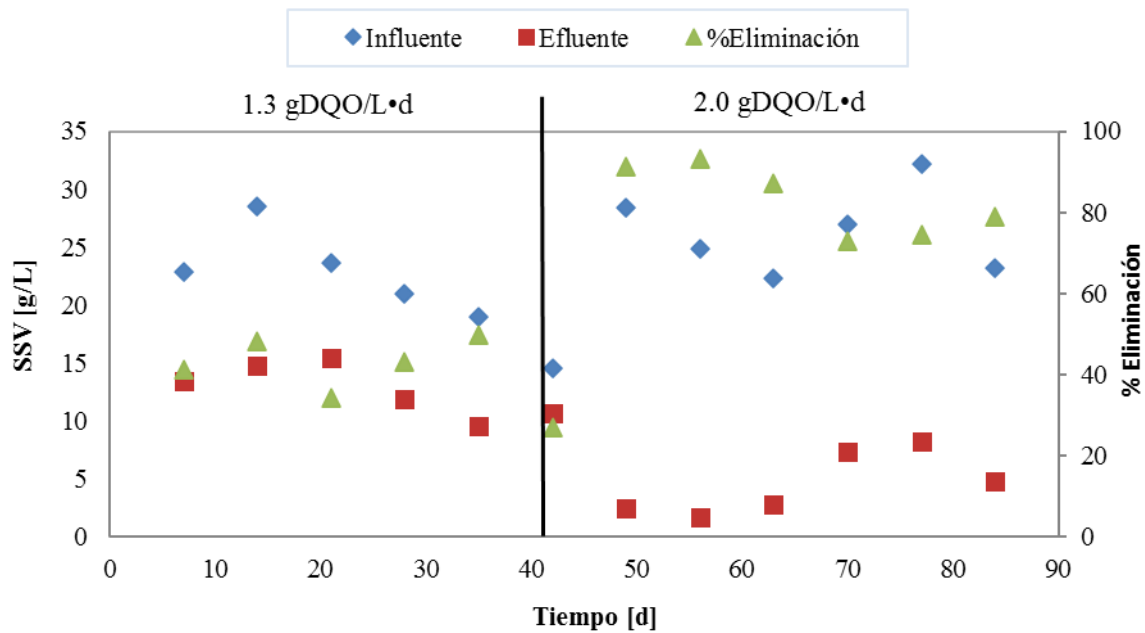 Influente Efluente %Eliminación
1.3 gDQO/L•d 2.0 gDQO/L•d
35 100
30 80
25
20 60
15 40
10
5 20
0 0
0 10 20 30 40 50 60 70 80 90
SSV [g/L]
% Eliminación
Tiempo [d]